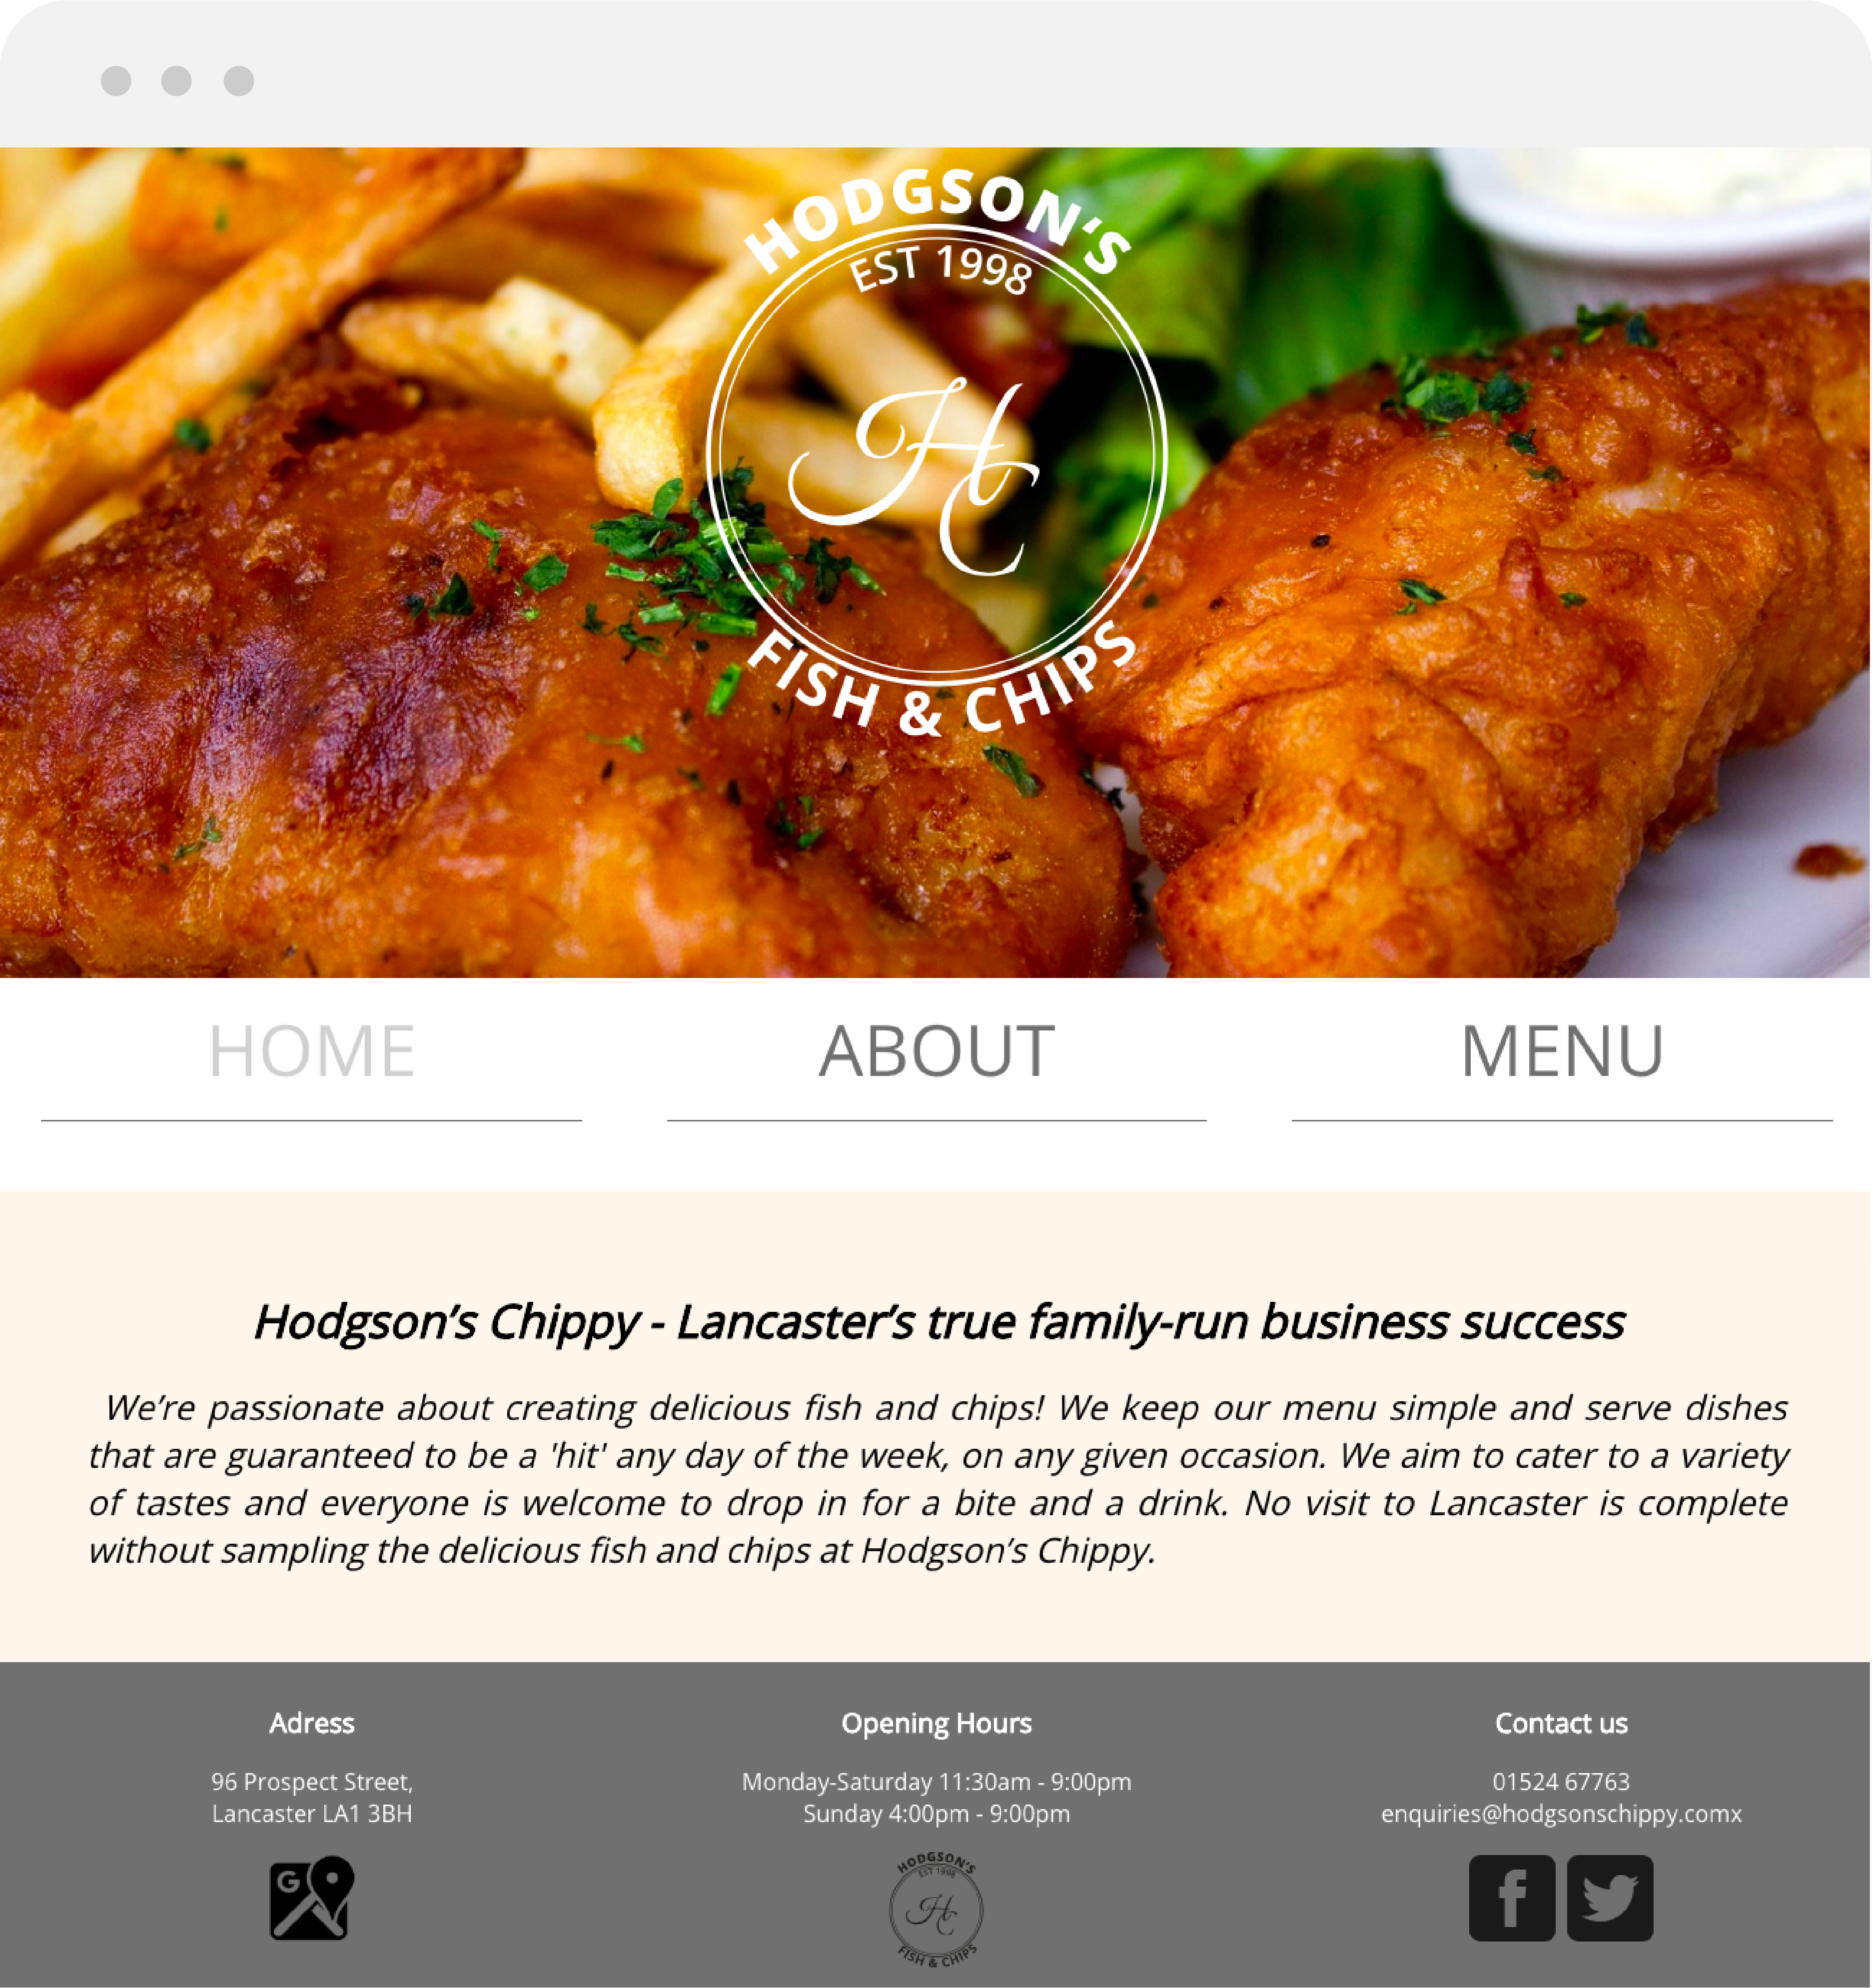 HODGSON'S
EST 1998
HC
FISH & CHIPS
HOME
ABOUT
MENU
Hodgson’s Chippy - Lancaster’s true family-run business success
We’re passionate about creating delicious fish and chips! We keep our menu simple and serve dishes
that are guaranteed to be a 'hit' any day of the week, on any given occasion. We aim to cater to a variety
of tastes and everyone is welcome to drop in for a bite and a drink. No visit to Lancaster is complete
without sampling the delicious fish and chips at Hodgson’s Chippy.
Adress
96 Prospect Street,
Lancaster LA1 3BH
G
Opening Hours
Monday-Saturday 11:30am - 9:00pm
Sunday 4:00pm - 9:00pm
HODGSON'S
EST 1998
HC
FISH & CHIPS
Contact us
01524 67763
enquiries@hodgsonschippy.comx
f